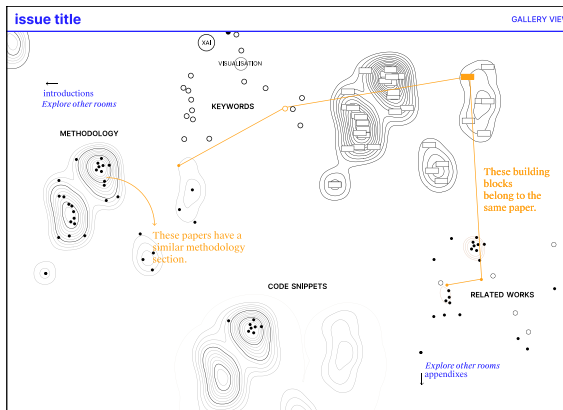 issue title
GALLERY VIEW
XAI
VISUALISATION
introductions
Explore other rooms
KEYWORDS
METHODOLOGY
These building
blocks
belong to the
same paper.
These papers have a
similar methodology
section.
CODE SNIPPETS
RELATED WORKS
Explore other rooms
appendixes